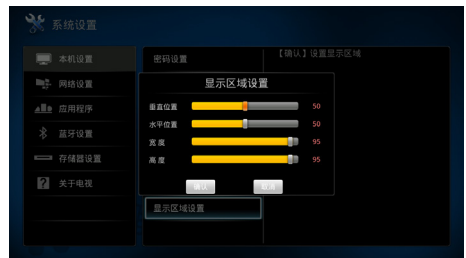 系统设置
本机设置
网络设置
应用程序
蓝牙设置
存储器设置
关于电视
密码设置
【确认】设置显示区域
显示区域设置
垂直位置 50
水平位置 50
宽度 95
高度 95
确认 取消
显示区域设置